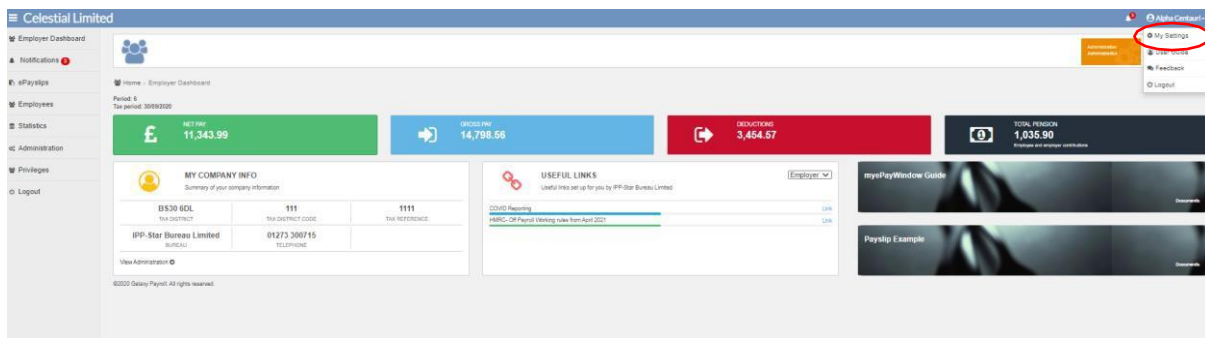 Celestial Limited
Alpha Centauri
Employer Dashboard
Notifications
ePayslips
Employees
Statistics
Administration
Privileges
Logout
My Settings
User Guide
Feedback
Logout
Administrator
Home - Employer Dashboard
Period: 6
Tax period: 30/09/2020
NET PAY
11,343.99
GROSS PAY
14,798.56
DEDUCTIONS
3,454.57
TOTAL PENSION
1,035.90
Employee and employer contributions
MY COMPANY INFO
Summary of your company information
BS30 6DL
TAX DISTRICT
111
TAX DISTRICT CODE
1111
TAX REFERENCE
IPP-Star Bureau Limited
BUREAU
01273 300715
TELEPHONE
View Administration
USEFUL LINKS
Useful links set up for you by IPP-Star Bureau Limited
Employer
COVID Reporting Link
HMRC- Off Payroll Working rules from April 2021 Link
myePayWindow Guide
Documents
Payslip Example
Documents
©2020 Galaxy Payroll. All rights reserved.